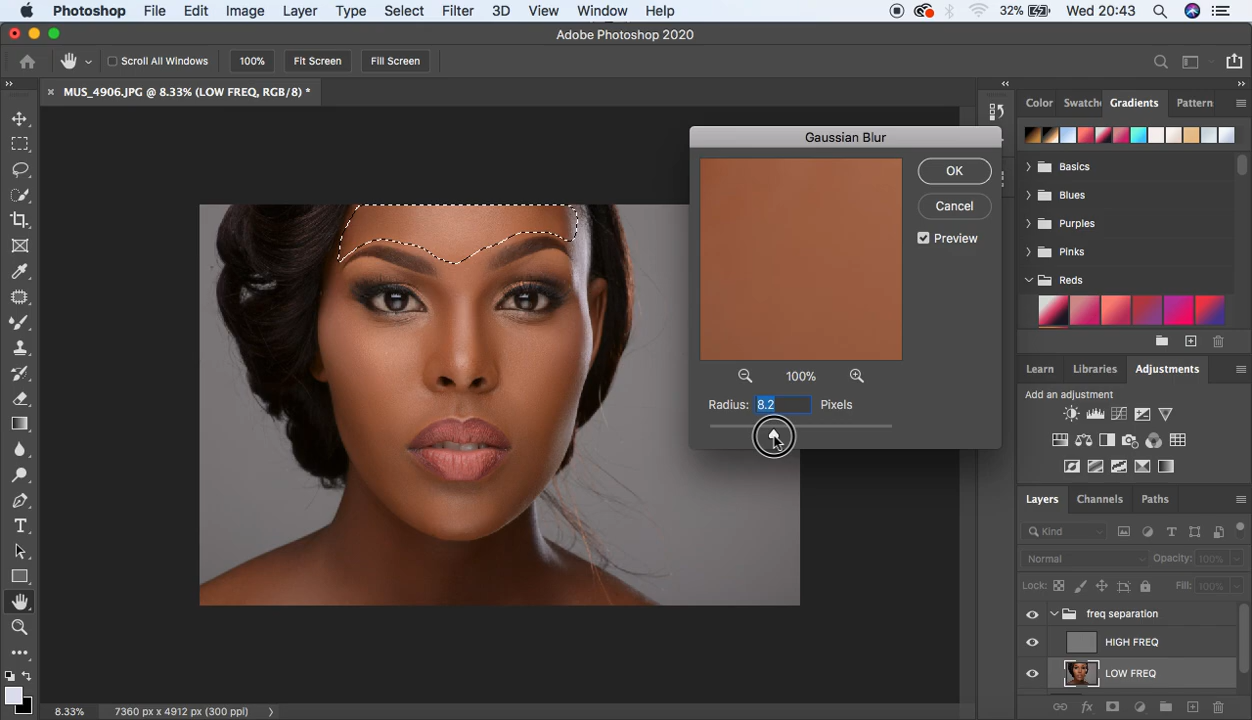 Photoshop File Edit Image Layer Type Select Filter 3D View Window Help 32% Wed 20:43
Adobe Photoshop 2020
Scroll All Windows 100% Fit Screen Fill Screen
MUS_4906.JPG @ 8.33% (LOW FREQ, RGB/8) *
Color Swatche Gradients Pattern
Gaussian Blur
OK
Cancel
Preview
100%
Radius: 8.2 Pixels
Basics
Blues
Purples
Pinks
Reds
Learn Libraries Adjustments
Add an adjustment
Layers Channels Paths
Kind
Normal Opacity: 100%
Lock: Fill: 100%
freq separation
HIGH FREQ
LOW FREQ
fx
8.33% 7360 px x 4912 px (300 ppi)